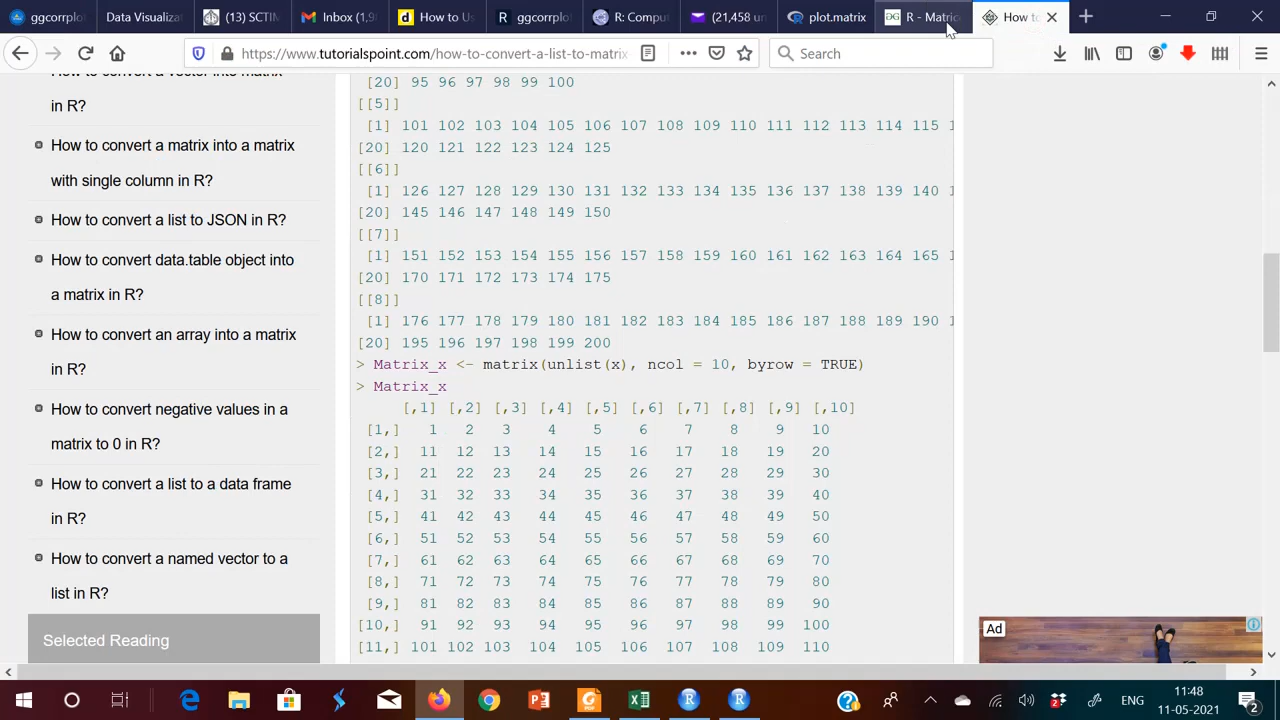 ggcorrplo
Data Visualiza
(13) SCTIM
Inbox (1,9
How to Us
ggcorrplo
R: Compu
(21,458 un
plot.matrix
R - Matric
How to
https://www.tutorialspoint.com/how-to-convert-a-list-to-matrix
Search
How to convert a vector into matrix
in R?
How to convert a matrix into a matrix
with single column in R?
How to convert a list to JSON in R?
How to convert data.table object into
a matrix in R?
How to convert an array into a matrix
in R?
How to convert negative values in a
matrix to 0 in R?
How to convert a list to a data frame
in R?
How to convert a named vector to a
list in R?
Selected Reading
[20] 95 96 97 98 99 100
[[5]]
[1] 101 102 103 104 105 106 107 108 109 110 111 112 113 114 115 1
[20] 120 121 122 123 124 125
[[6]]
[1] 126 127 128 129 130 131 132 133 134 135 136 137 138 139 140 1
[20] 145 146 147 148 149 150
[[7]]
[1] 151 152 153 154 155 156 157 158 159 160 161 162 163 164 165 1
[20] 170 171 172 173 174 175
[[8]]
[1] 176 177 178 179 180 181 182 183 184 185 186 187 188 189 190 1
[20] 195 196 197 198 199 200
> Matrix_x <- matrix(unlist(x), ncol = 10, byrow = TRUE)
> Matrix_x
[,1] [,2] [,3] [,4] [,5] [,6] [,7] [,8] [,9] [,10]
[1,] 1 2 3 4 5 6 7 8 9 10
[2,] 11 12 13 14 15 16 17 18 19 20
[3,] 21 22 23 24 25 26 27 28 29 30
[4,] 31 32 33 34 35 36 37 38 39 40
[5,] 41 42 43 44 45 46 47 48 49 50
[6,] 51 52 53 54 55 56 57 58 59 60
[7,] 61 62 63 64 65 66 67 68 69 70
[8,] 71 72 73 74 75 76 77 78 79 80
[9,] 81 82 83 84 85 86 87 88 89 90
[10,] 91 92 93 94 95 96 97 98 99 100
[11,] 101 102 103 104 105 106 107 108 109 110
Ad
ENG
11:48
11-05-2021
2